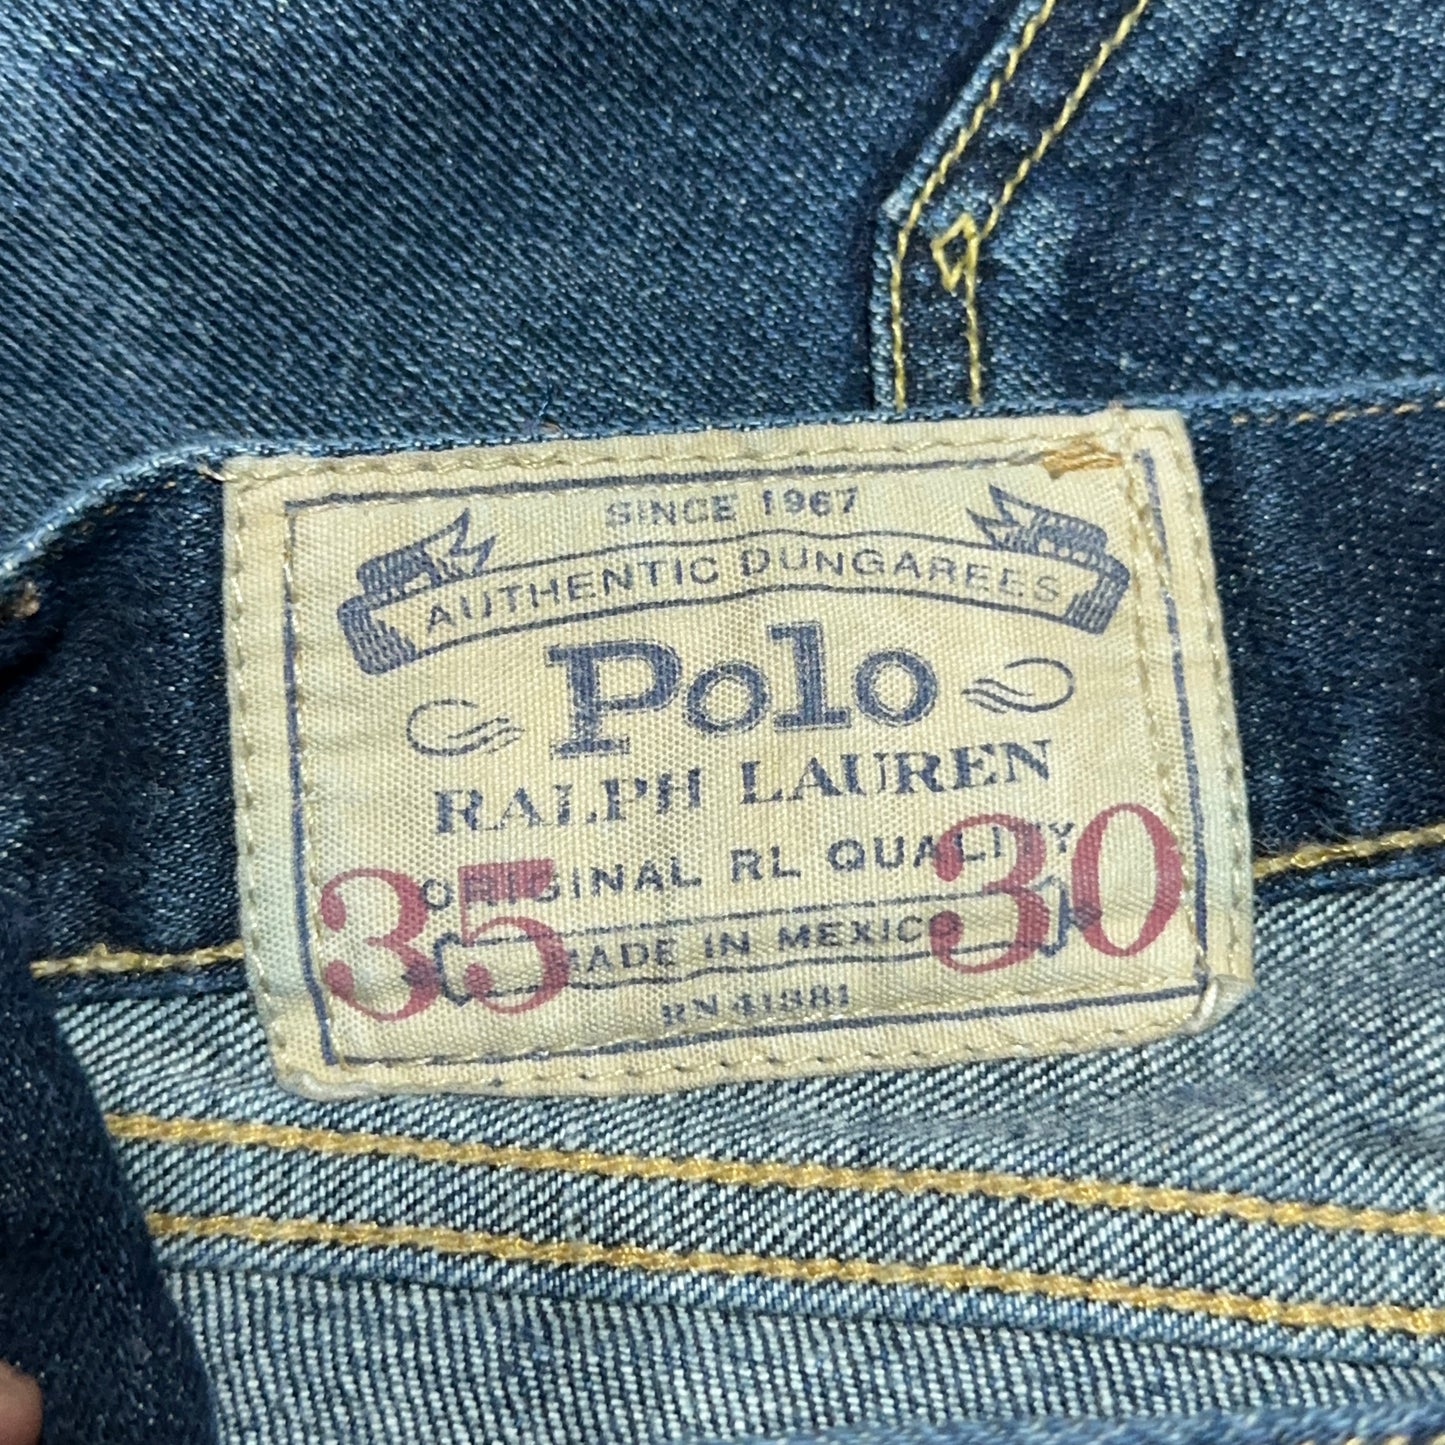 SINCE 1967
AUTHENTIC DUNGAREES
Polo
RALPH LAUREN
ORIGINAL RL QUALITY
35 30
MADE IN MEXICO
RN 41381